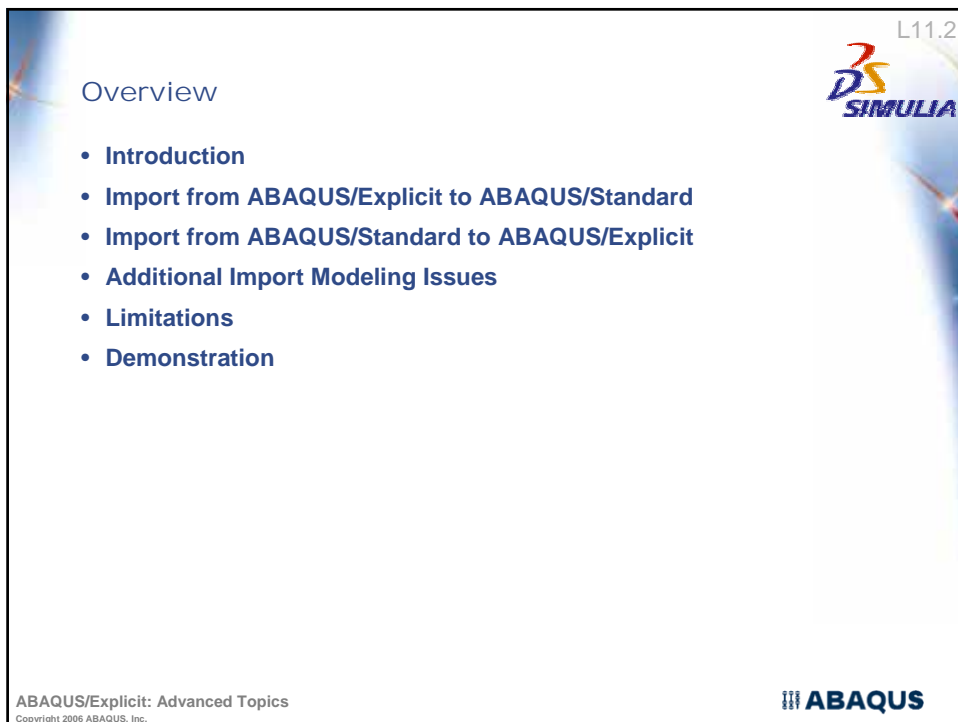 L11.2
SIMULIA
Overview
• Introduction
• Import from ABAQUS/Explicit to ABAQUS/Standard
• Import from ABAQUS/Standard to ABAQUS/Explicit
• Additional Import Modeling Issues
• Limitations
• Demonstration
ABAQUS/Explicit: Advanced Topics
Copyright 2006 ABAQUS, Inc.
ABAQUS